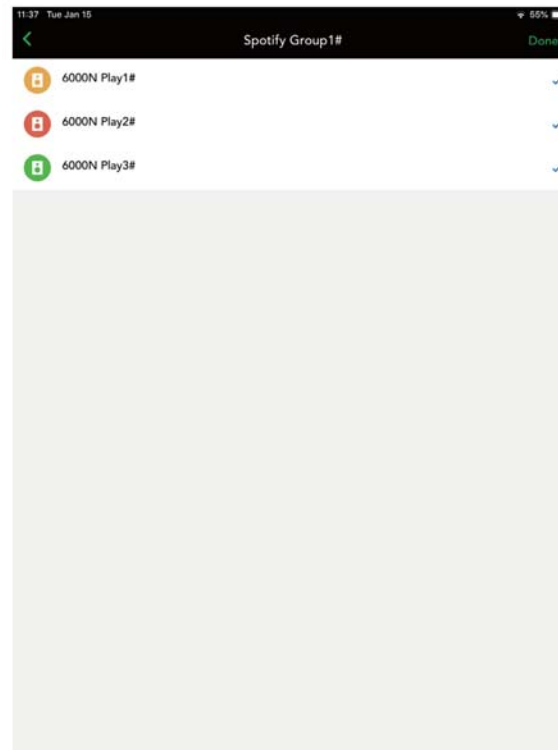 11:37 Tue Jan 15
55%
Spotify Group1#
Done
6000N Play1#
6000N Play2#
6000N Play3#